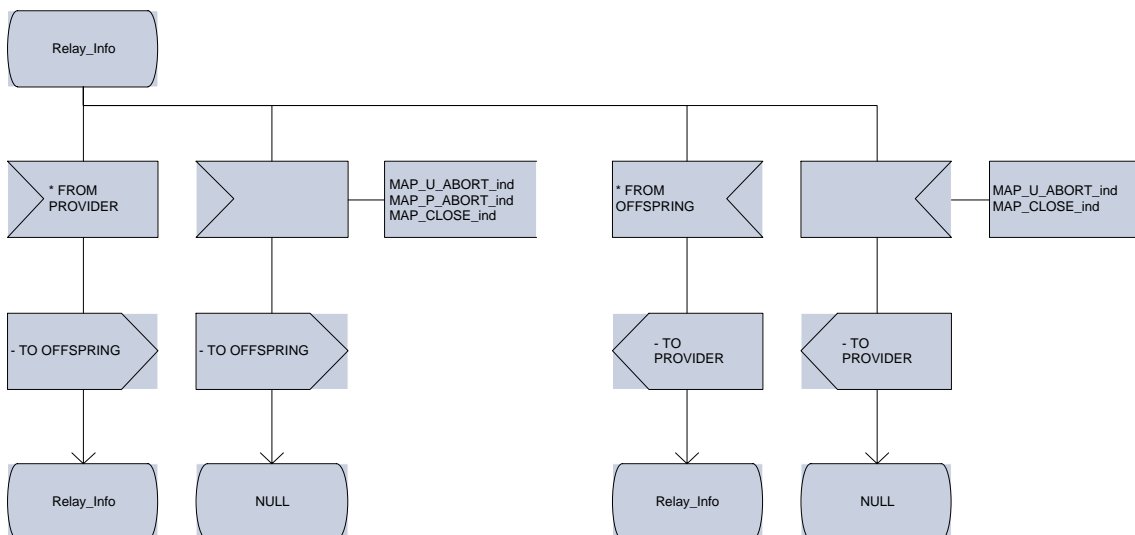 Relay_Info
* FROM
PROVIDER
MAP_U_ABORT_ind
MAP_P_ABORT_ind
MAP_CLOSE_ind
* FROM
OFFSPRING
MAP_U_ABORT_ind
MAP_CLOSE_ind
- TO OFFSPRING
- TO OFFSPRING
- TO
PROVIDER
- TO
PROVIDER
Relay_Info
NULL
Relay_Info
NULL